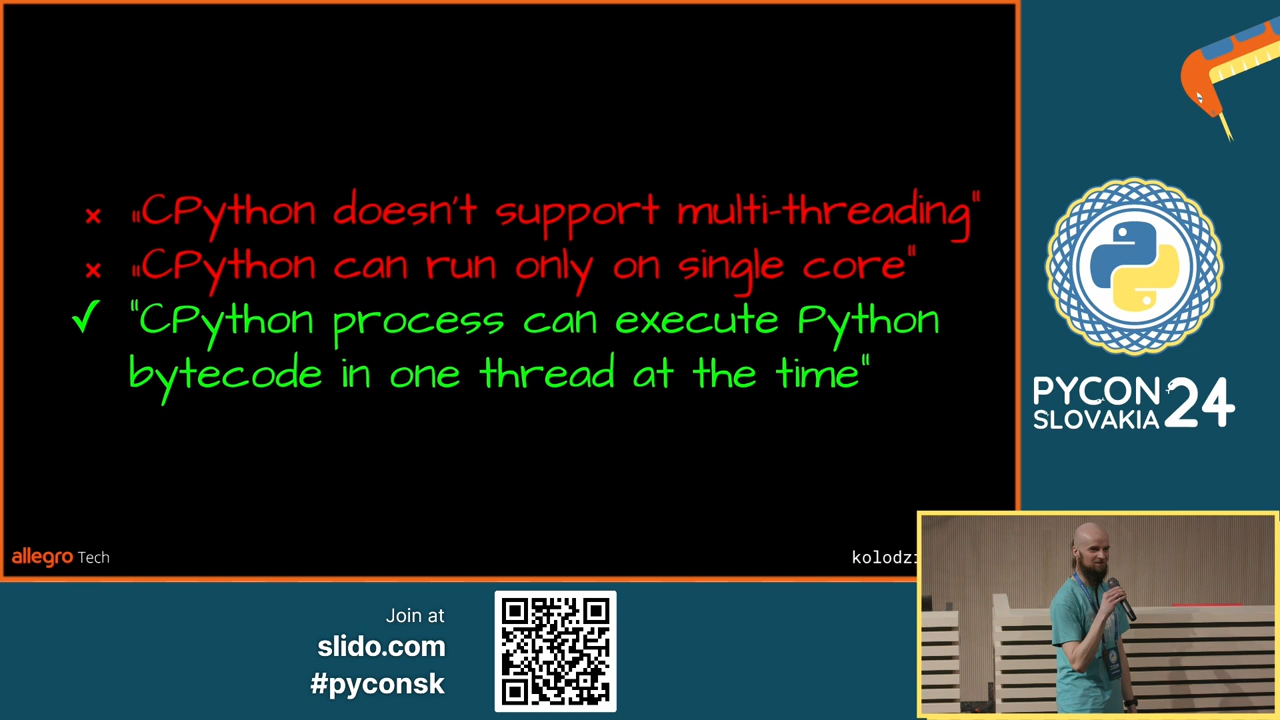 × „CPython doesn't support multi-threading"
× „CPython can run only on single core"
✓ "CPython process can execute Python
bytecode in one thread at the time"
allegro Tech
kolodzi
PYCON
SLOVAKIA
24
Join at
slido.com
#pyconsk